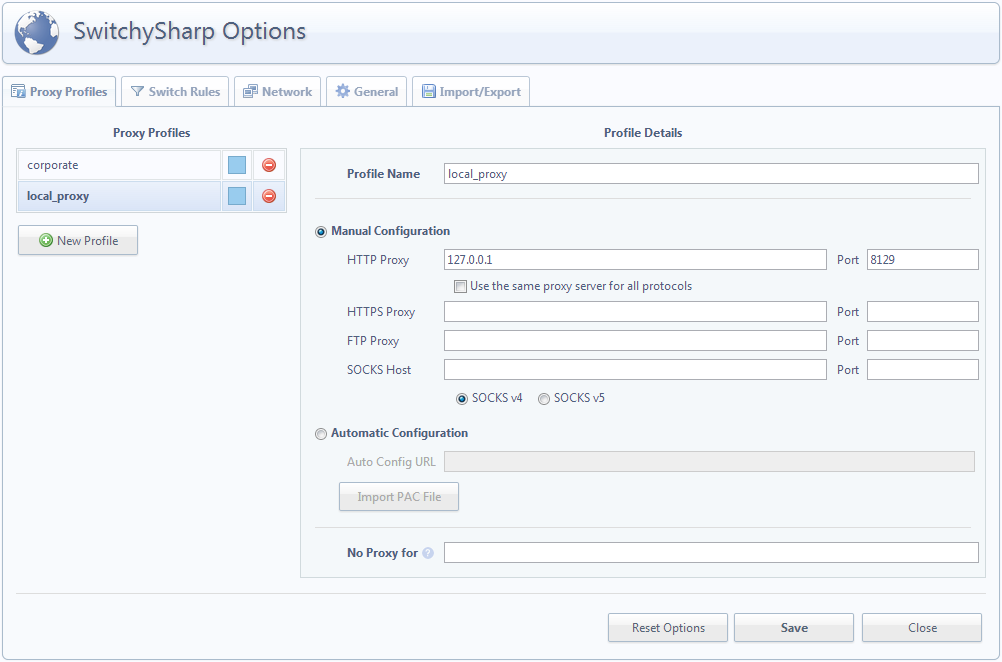 SwitchySharp Options
Proxy Profiles Switch Rules Network General Import/Export
Proxy Profiles
corporate
local_proxy
New Profile
Profile Details
Profile Name local_proxy
Manual Configuration
HTTP Proxy 127.0.0.1 Port 8129
Use the same proxy server for all protocols
HTTPS Proxy Port
FTP Proxy Port
SOCKS Host Port
SOCKS v4 SOCKS v5
Automatic Configuration
Auto Config URL
Import PAC File
No Proxy for ?
Reset Options Save Close